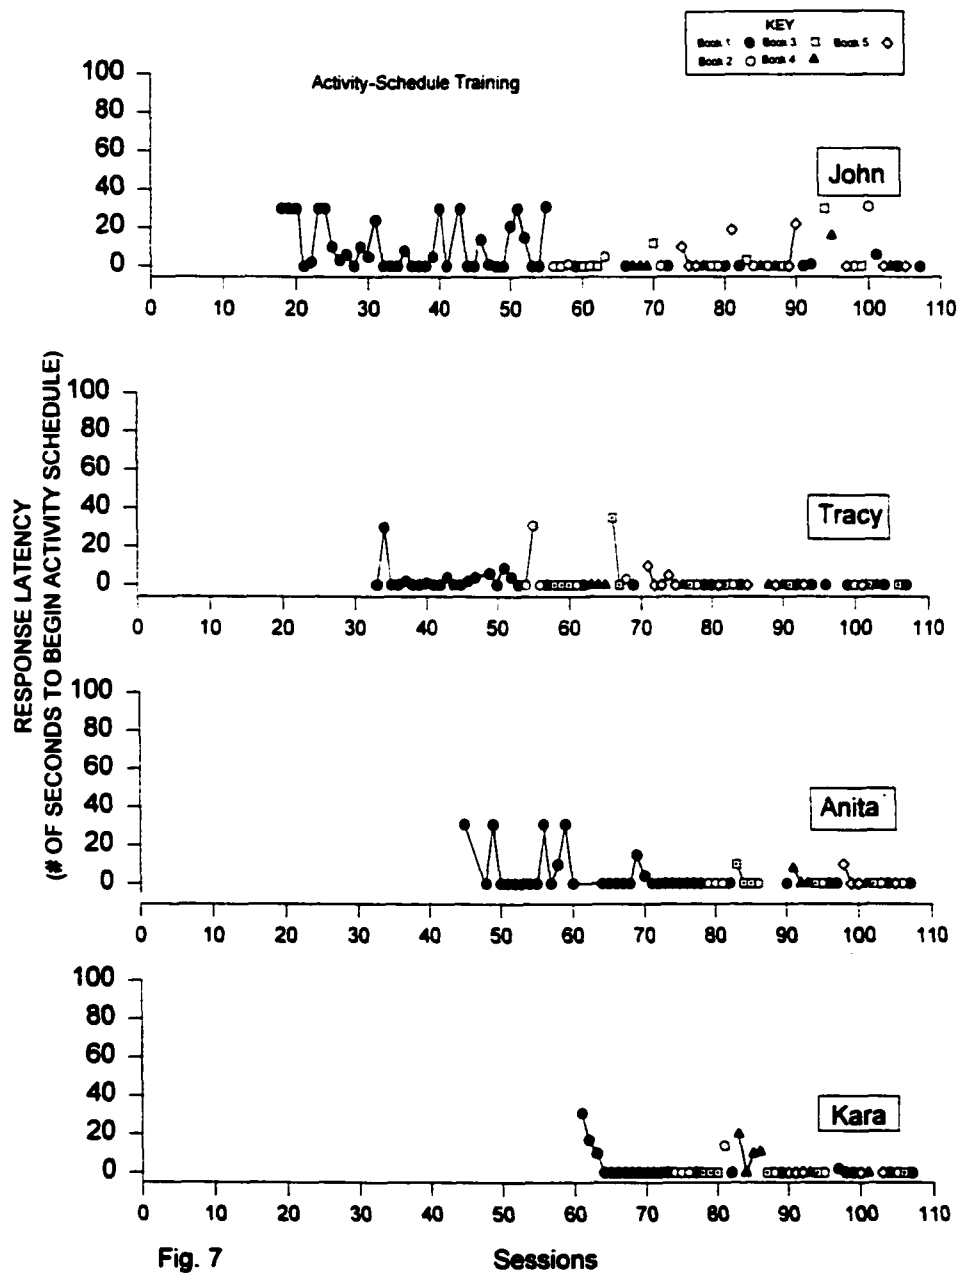 KEY
Book 1 Book 3 Book 5
Book 2 Book 4
Activity-Schedule Training
100
80
60
40
20
0
John
0 10 20 30 40 50 60 70 80 90 100 110
RESPONSE LATENCY
(# OF SECONDS TO BEGIN ACTIVITY SCHEDULE)
100
80
60
40
20
0
Tracy
0 10 20 30 40 50 60 70 80 90 100 110
100
80
60
40
20
0
Anita
0 10 20 30 40 50 60 70 80 90 100 110
100
80
60
40
20
0
Kara
0 10 20 30 40 50 60 70 80 90 100 110
Fig. 7 Sessions